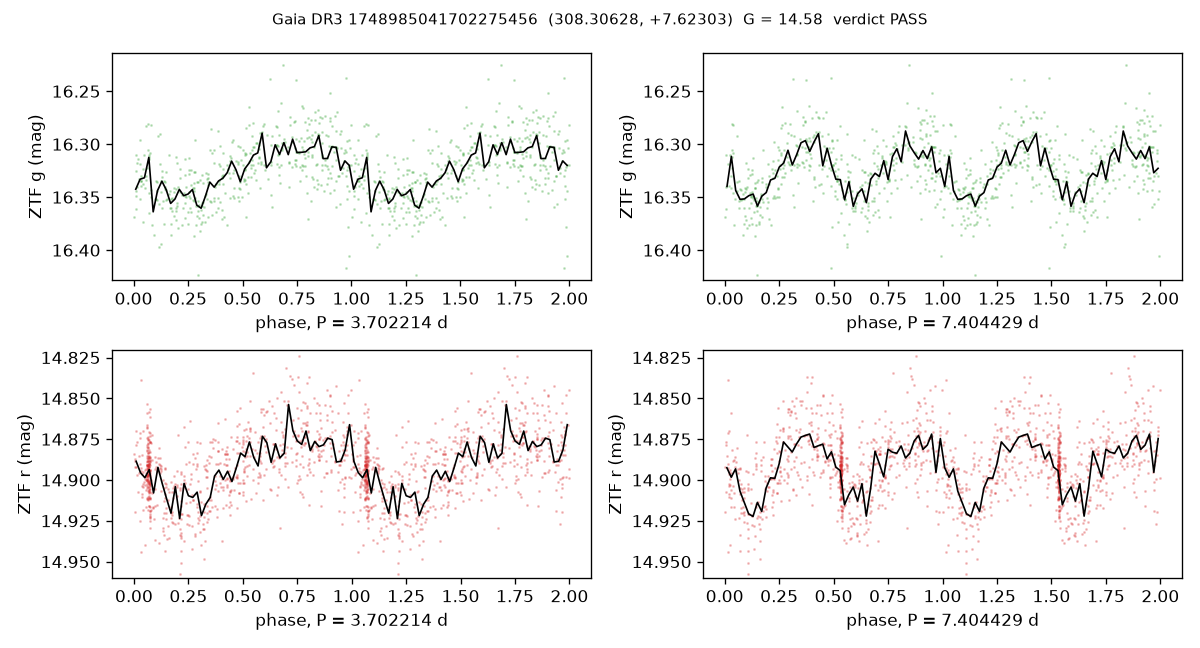 Gaia DR3 1748985041702275456 (308.30628, +7.62303) G = 14.58 verdict PASS
ZTF g (mag)
16.25
16.30
16.35
16.40
0.00 0.25 0.50 0.75 1.00 1.25 1.50 1.75 2.00
phase, P = 3.702214 d
ZTF g (mag)
16.25
16.30
16.35
16.40
0.00 0.25 0.50 0.75 1.00 1.25 1.50 1.75 2.00
phase, P = 7.404429 d
ZTF r (mag)
14.825
14.850
14.875
14.900
14.925
14.950
0.00 0.25 0.50 0.75 1.00 1.25 1.50 1.75 2.00
phase, P = 3.702214 d
ZTF r (mag)
14.825
14.850
14.875
14.900
14.925
14.950
0.00 0.25 0.50 0.75 1.00 1.25 1.50 1.75 2.00
phase, P = 7.404429 d